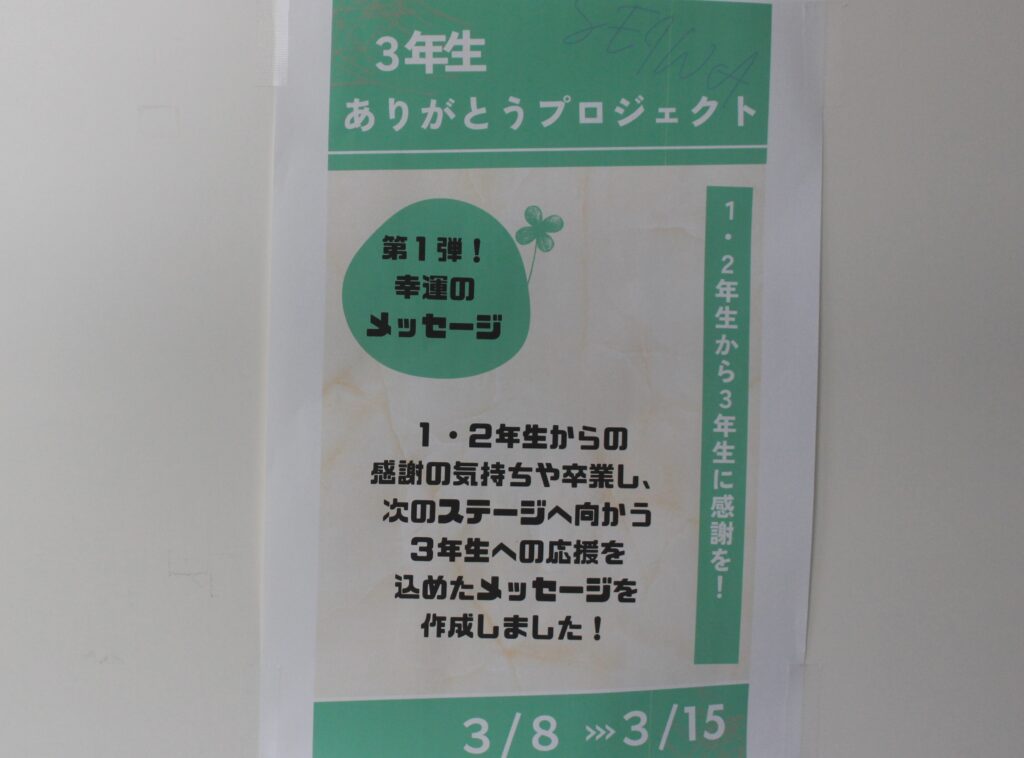 SEIWA
3年生
ありがとうプロジェクト
第1弾！
幸運の
メッセージ
1・2年生から3年生に感謝を！
1・2年生からの
感謝の気持ちや卒業し、
次のステージへ向かう
3年生への応援を
込めたメッセージを
作成しました！
3/8 >>> 3/15